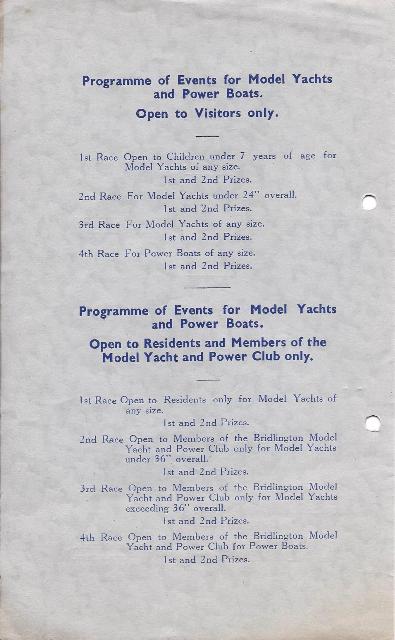 Programme of Events for Model Yachts
and Power Boats.
Open to Visitors only.
1st Race Open to Children under 7 years of age for
Model Yachts of any size.
1st and 2nd Prizes.
2nd Race For Model Yachts under 24" overall.
1st and 2nd Prizes.
3rd Race For Model Yachts of any size.
1st and 2nd Prizes.
4th Race For Power Boats of any size.
1st and 2nd Prizes.
Programme of Events for Model Yachts
and Power Boats.
Open to Residents and Members of the
Model Yacht and Power Club only.
1st Race Open to Residents only for Model Yachts of
any size.
1st and 2nd Prizes.
2nd Race Open to Members of the Bridlington Model
Yacht and Power Club only for Model Yachts
under 36" overall.
1st and 2nd Prizes.
3rd Race Open to Members of the Bridlington Model
Yacht and Power Club only for Model Yachts
exceeding 36" overall.
1st and 2nd Prizes.
4th Race Open to Members of the Bridlington Model
Yacht and Power Club for Power Boats.
1st and 2nd Prizes.